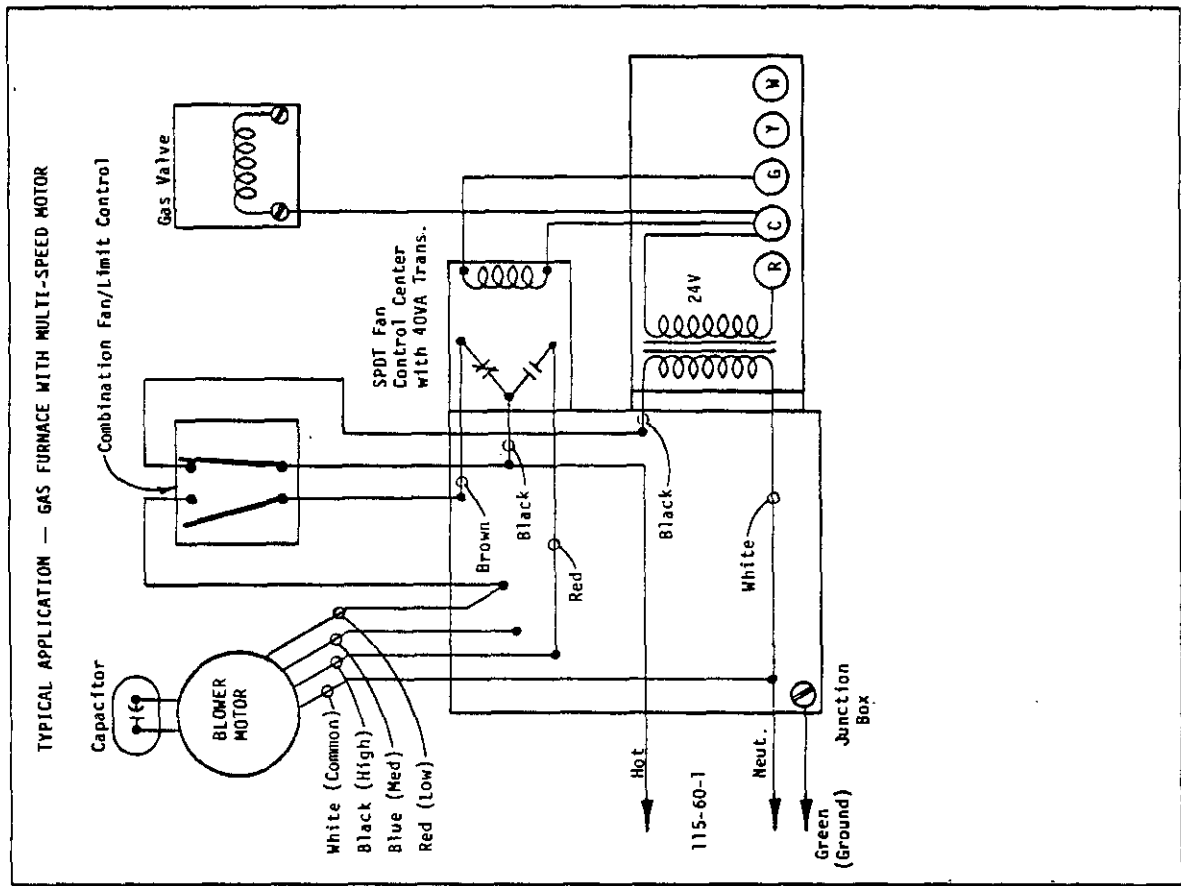 TYPICAL APPLICATION — GAS FURNACE WITH MULTI-SPEED MOTOR
Combination Fan/Limit Control
Capacitor
Gas Valve
BLOWER
MOTOR
SPDT Fan
Control Center
with 40VA Trans.
White (Common)
Black (High)
Blue (Med)
Red (Low)
Brown
Black
Red
Black
24V
White
R
C
G
Y
W
Hot
115-60-1
Neut.
Green
(Ground)
Junction
Box